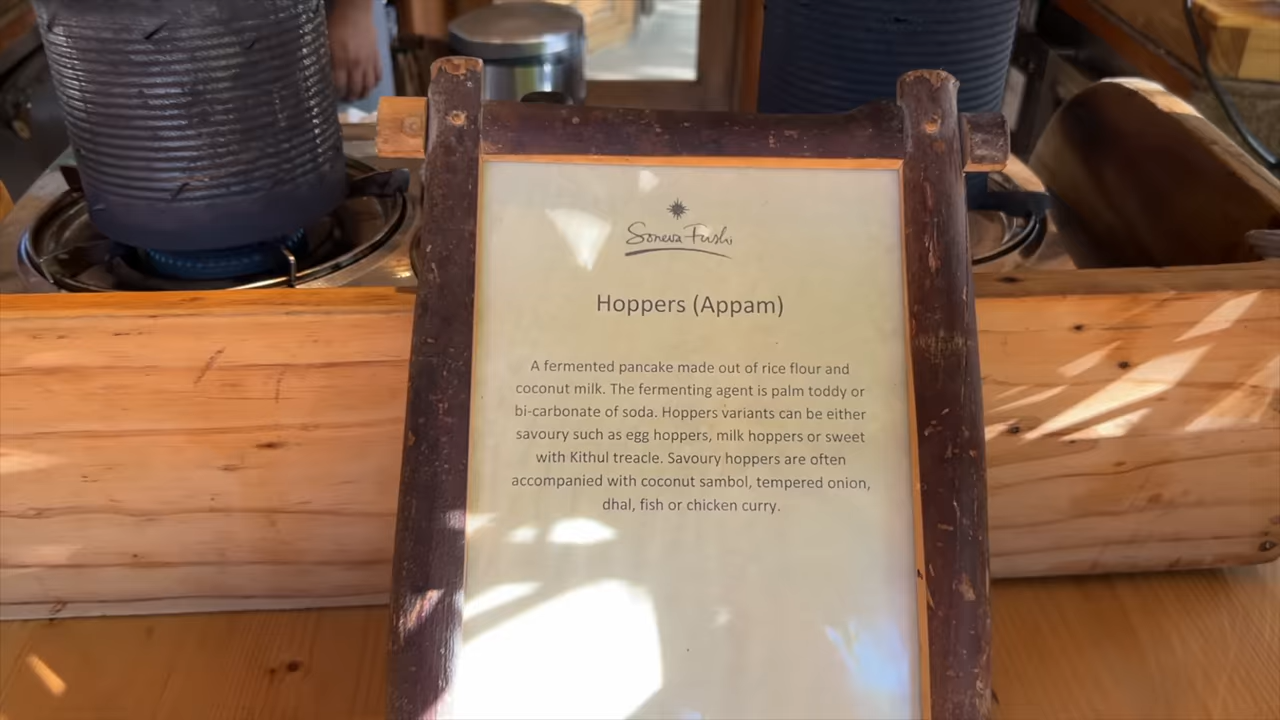 Soneva Fushi
Hoppers (Appam)
A fermented pancake made out of rice flour and
coconut milk. The fermenting agent is palm toddy or
bi-carbonate of soda. Hoppers variants can be either
savoury such as egg hoppers, milk hoppers or sweet
with Kithul treacle. Savoury hoppers are often
accompanied with coconut sambol, tempered onion,
dhal, fish or chicken curry.